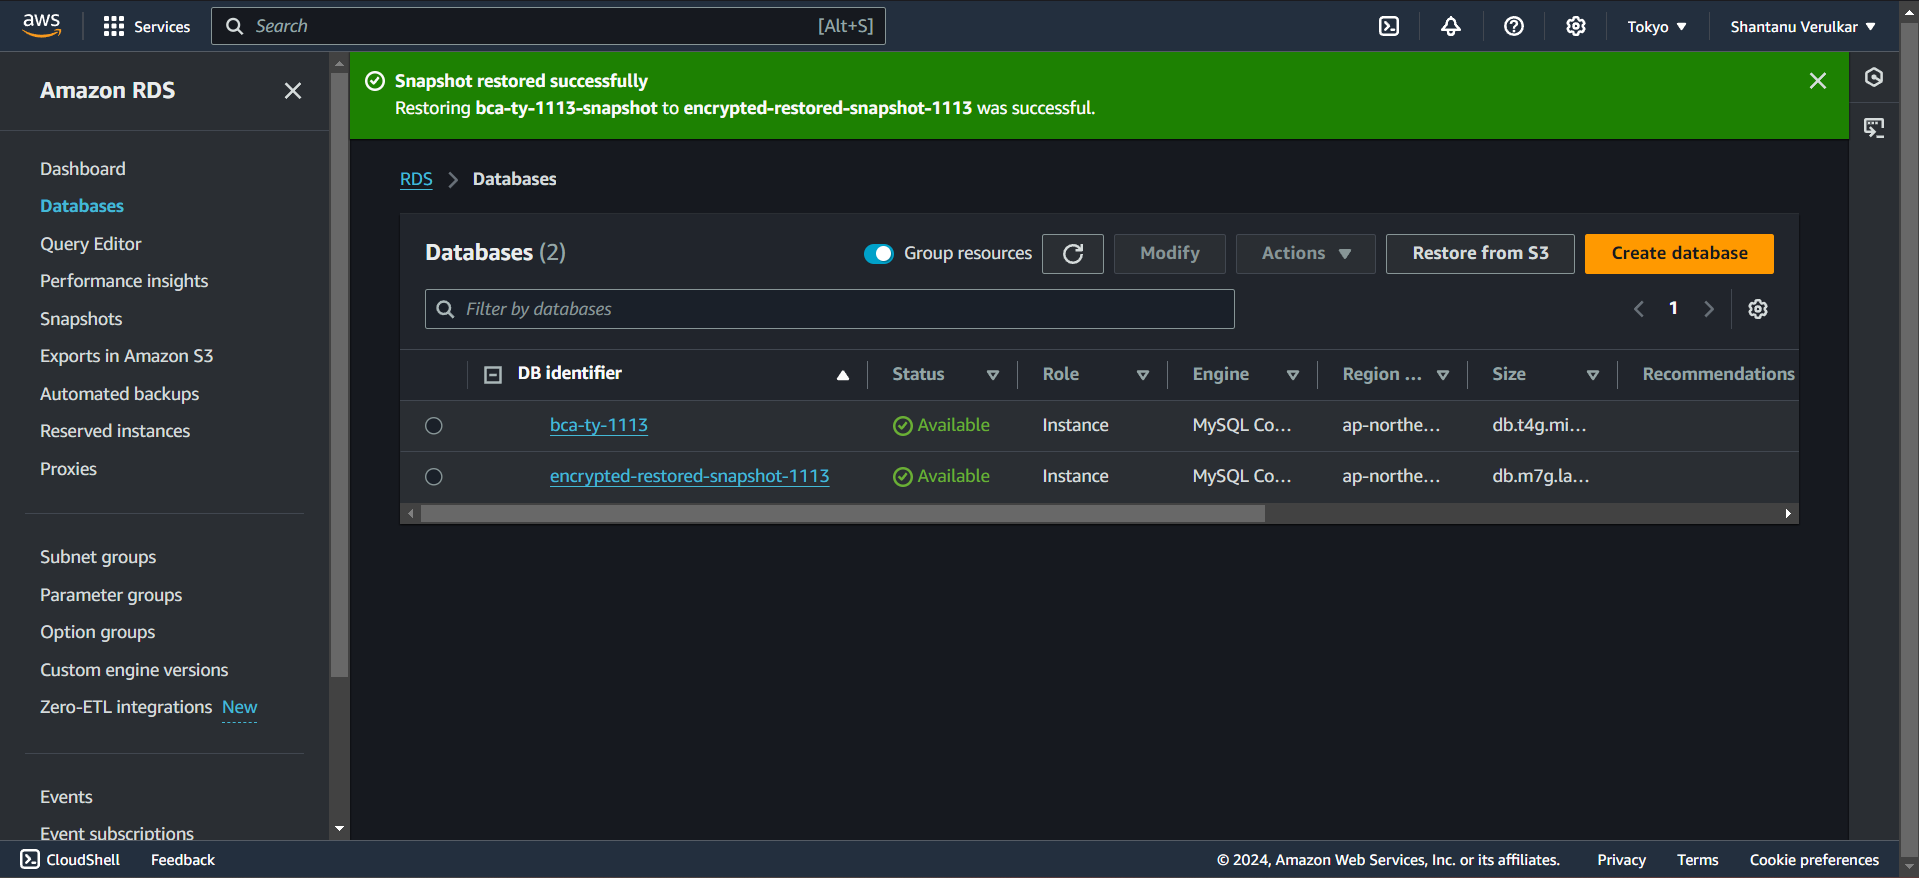 aws
Services
Search
[Alt+S]
Tokyo
Shantanu Verulkar
Amazon RDS
Dashboard
Databases
Query Editor
Performance insights
Snapshots
Exports in Amazon S3
Automated backups
Reserved instances
Proxies
Subnet groups
Parameter groups
Option groups
Custom engine versions
Zero-ETL integrations New
Events
Event subscriptions
Snapshot restored successfully
Restoring bca-ty-1113-snapshot to encrypted-restored-snapshot-1113 was successful.
RDS
Databases
Databases (2)
Group resources
Modify
Actions
Restore from S3
Create database
Filter by databases
1
DB identifier Status Role Engine Region ... Size Recommendations
bca-ty-1113 Available Instance MySQL Co... ap-northe... db.t4g.mi...
encrypted-restored-snapshot-1113 Available Instance MySQL Co... ap-northe... db.m7g.la...
CloudShell
Feedback
© 2024, Amazon Web Services, Inc. or its affiliates.
Privacy
Terms
Cookie preferences